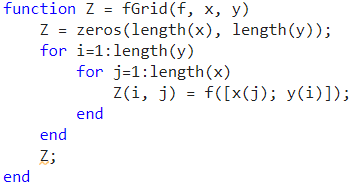 function Z = fGrid(f, x, y)
    Z = zeros(length(x), length(y));
    for i=1:length(y)
        for j=1:length(x)
            Z(i, j) = f([x(j); y(i)]);
        end
    end
    Z;
end